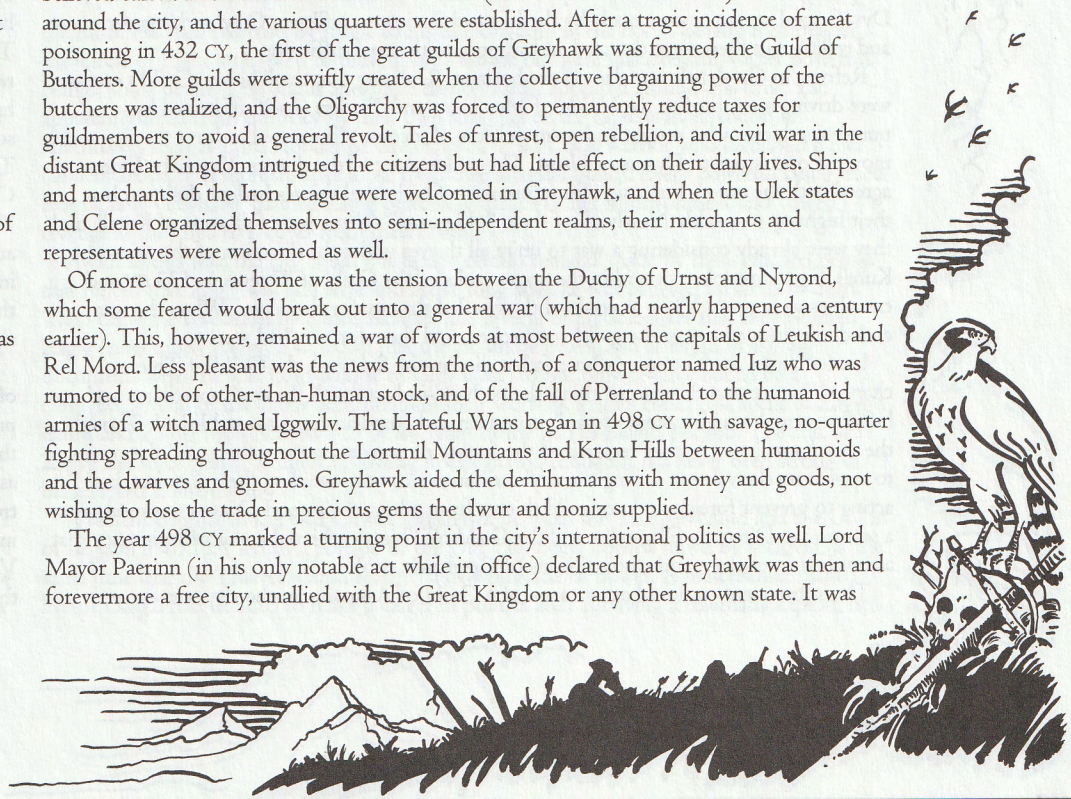 around the city, and the various quarters were established. After a tragic incidence of meat
poisoning in 432 CY, the first of the great guilds of Greyhawk was formed, the Guild of
Butchers. More guilds were swiftly created when the collective bargaining power of the
butchers was realized, and the Oligarchy was forced to permanently reduce taxes for
guildmembers to avoid a general revolt. Tales of unrest, open rebellion, and civil war in the
distant Great Kingdom intrigued the citizens but had little effect on their daily lives. Ships
and merchants of the Iron League were welcomed in Greyhawk, and when the Ulek states
of and Celene organized themselves into semi-independent realms, their merchants and
representatives were welcomed as well.
Of more concern at home was the tension between the Duchy of Urnst and Nyrond,
which some feared would break out into a general war (which had nearly happened a century
as earlier). This, however, remained a war of words at most between the capitals of Leukish and
Rel Mord. Less pleasant was the news from the north, of a conqueror named Iuz who was
rumored to be of other-than-human stock, and of the fall of Perrenland to the humanoid
armies of a witch named Iggwilv. The Hateful Wars began in 498 CY with savage, no-quarter
fighting spreading throughout the Lortmil Mountains and Kron Hills between humanoids
and the dwarves and gnomes. Greyhawk aided the demihumans with money and goods, not
wishing to lose the trade in precious gems the dwur and noniz supplied.
The year 498 CY marked a turning point in the city's international politics as well. Lord
Mayor Paerinn (in his only notable act while in office) declared that Greyhawk was then and
forevermore a free city, unallied with the Great Kingdom or any other known state. It was